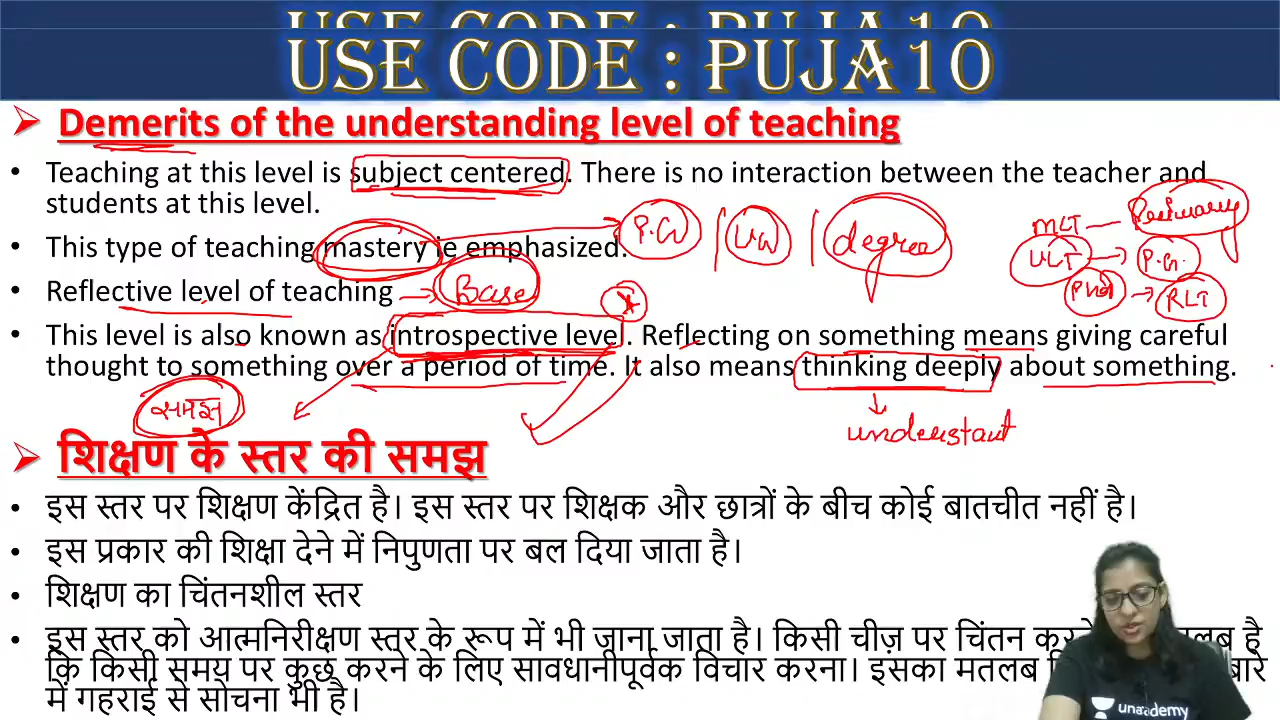 USE CODE : PUJA10
USE CODE : PUJA10
➢ Demerits of the understanding level of teaching
• Teaching at this level is subject centered. There is no interaction between the teacher and
students at this level.
• This type of teaching mastery ie emphasized.
P.G | U.G | degree
MLT — Primary
ULT → P.G.
PhD → RLT
• Reflective level of teaching → Base
• This level is also known as introspective level. Reflecting on something means giving careful
thought to something over a period of time. It also means thinking deeply about something.
समझ
understant
➢ शिक्षण के स्तर की समझ
• इस स्तर पर शिक्षण केंद्रित है। इस स्तर पर शिक्षक और छात्रों के बीच कोई बातचीत नहीं है।
• इस प्रकार की शिक्षा देने में निपुणता पर बल दिया जाता है।
• शिक्षण का चिंतनशील स्तर
• इस स्तर को आत्मनिरीक्षण स्तर के रूप में भी जाना जाता है। किसी चीज़ पर चिंतन है
कि किसी समय पर कुछ करने के लिए सावधानीपूर्वक विचार करना। इसका मतलब बारे
में गहराई से सोचना भी है।
unacademy